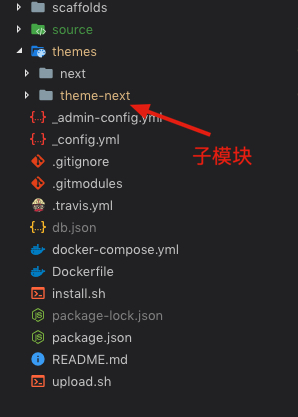 scaffolds
source
themes
next
theme-next
_admin-config.yml
_config.yml
子模块
.gitignore
.gitmodules
.travis.yml
db.json
docker-compose.yml
Dockerfile
install.sh
package-lock.json
package.json
README.md
upload.sh